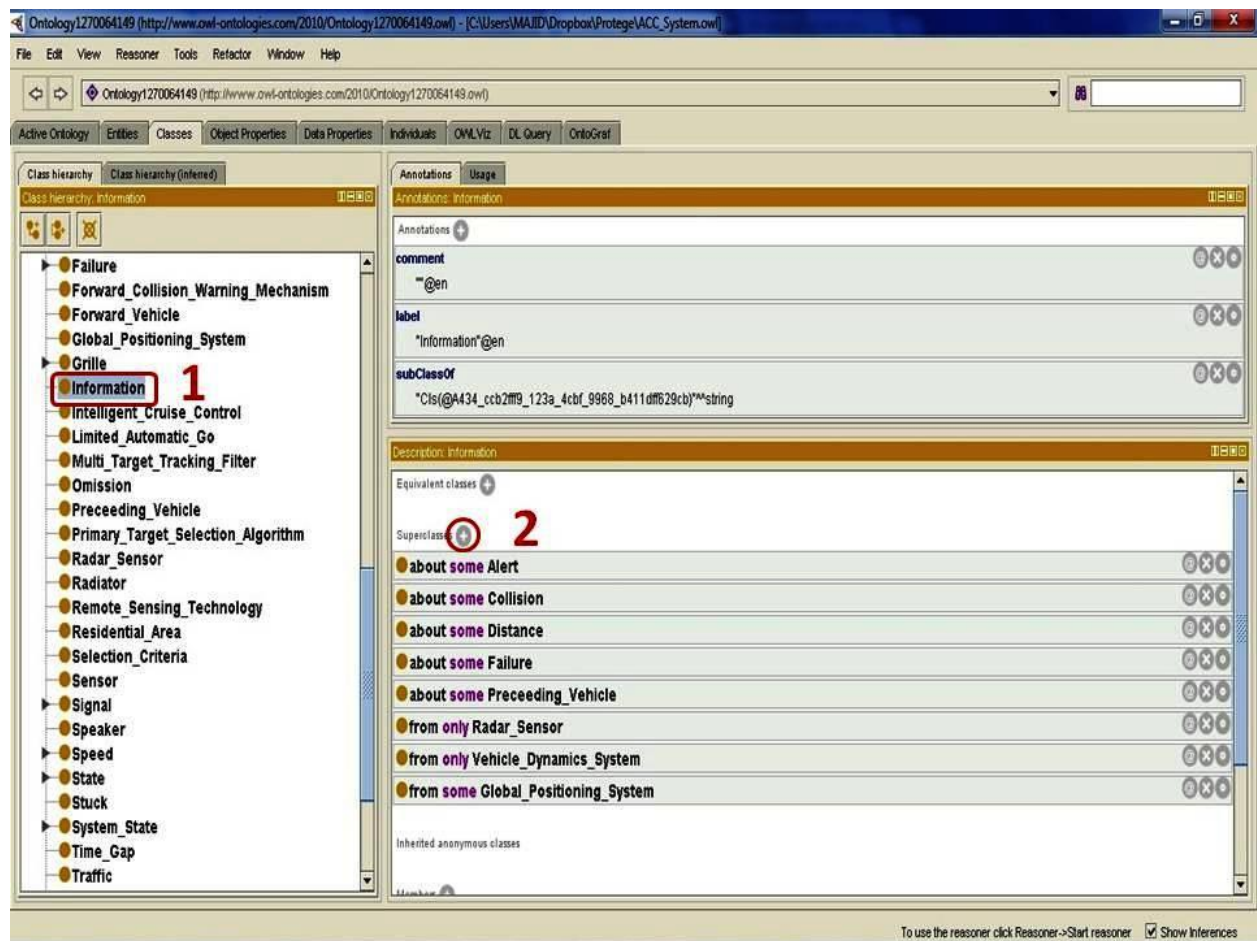 Ontology1270064149 (http://www.owl-ontologies.com/2010/Ontology1270064149.owl) - [C:\Users\MAJID\Dropbox\Protege\ACC_System.owl]
File Edit View Reasoner Tools Refactor Window Help
Ontology1270064149 (http://www.owl-ontologies.com/2010/Ontology1270064149.owl)
Active Ontology Entities Classes Object Properties Data Properties Individuals OWLViz DL Query OntoGraf
Class hierarchy Class hierarchy (inferred)
Class hierarchy: Information
Failure
Forward_Collision_Warning_Mechanism
Forward_Vehicle
Global_Positioning_System
Grille
Information 1
Intelligent_Cruise_Control
Limited_Automatic_Go
Multi_Target_Tracking_Filter
Omission
Preceeding_Vehicle
Primary_Target_Selection_Algorithm
Radar_Sensor
Radiator
Remote_Sensing_Technology
Residential_Area
Selection_Criteria
Sensor
Signal
Speaker
Speed
State
Stuck
System_State
Time_Gap
Traffic
Annotations Usage
Annotations: Information
Annotations
comment
""@en
label
"Information"@en
subClassOf
"Cls(@A434_ccb2fff9_123a_4cbf_9968_b411dff629cb)"^^string
Description: Information
Equivalent classes
Superclasses 2
about some Alert
about some Collision
about some Distance
about some Failure
about some Preceeding_Vehicle
from only Radar_Sensor
from only Vehicle_Dynamics_System
from some Global_Positioning_System
Inherited anonymous classes
Members
To use the reasoner click Reasoner->Start reasoner Show Inferences